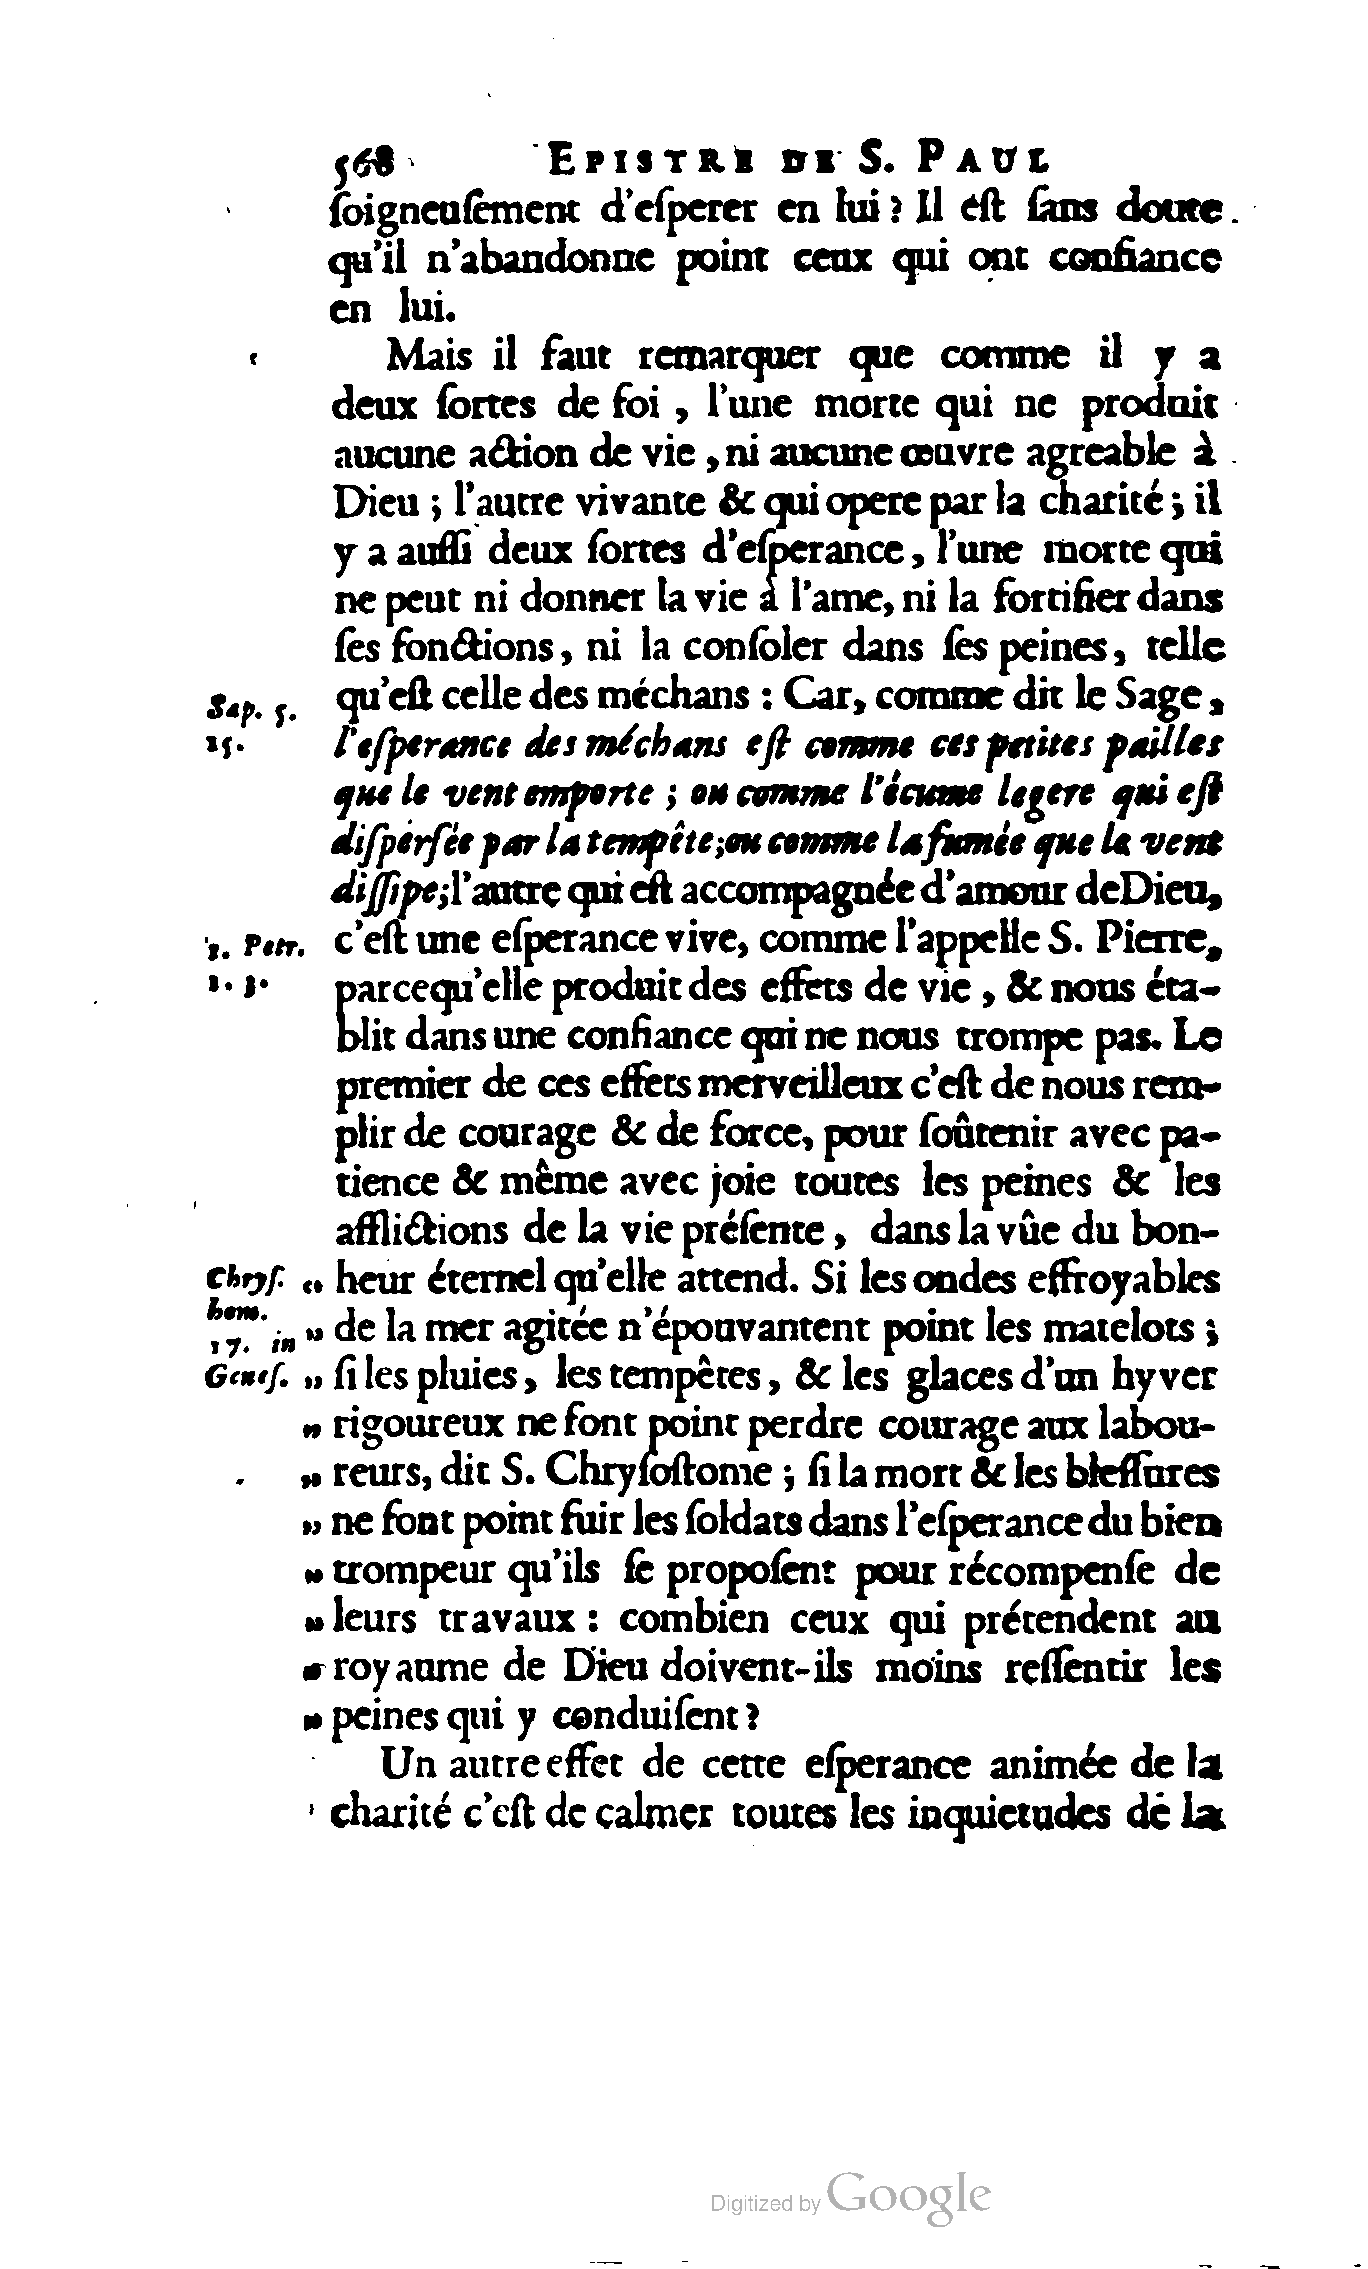 568 EPISTRE DE S. PAUL
ſoigneuſement d'eſperer en lui? Il eſt ſans doute
qu'il n'abandonne point ceux qui ont confiance
en lui.
Mais il faut remarquer que comme il y a
deux ſortes de foi, l'une morte qui ne produit
aucune action de vie, ni aucune œuvre agreable à
Dieu; l'autre vivante & qui opere par la charité; il
y a auſſi deux ſortes d'eſperance, l'une morte qui
ne peut ni donner la vie à l'ame, ni la fortifier dans
ſes fonctions, ni la conſoler dans ſes peines, telle
Sap. 5. qu'eſt celle des méchans : Car, comme dit le Sage,
15. l'eſperance des méchans eſt comme ces petites pailles
que le vent emporte; ou comme l'écume legere qui eſt
diſperſée par la tempête; ou comme la fumée que le vent
diſſipe; l'autre qui eſt accompagnée d'amour de Dieu,
1. Petr. c'eſt une eſperance vive, comme l'appelle S. Pierre,
1. 3. parcequ'elle produit des effets de vie, & nous éta-
blit dans une confiance qui ne nous trompe pas. Le
premier de ces effets merveilleux c'eſt de nous rem-
plir de courage & de force, pour ſoûtenir avec pa-
tience & même avec joie toutes les peines & les
afflictions de la vie préſente, dans la vûe du bon-
Chryſ. „ heur éternel qu'elle attend. Si les ondes effroyables
hom.
17. in „ de la mer agitée n'épouvantent point les matelots;
Geneſ. „ ſi les pluies, les tempêtes, & les glaces d'un hyver
„ rigoureux ne font point perdre courage aux labou-
„ reurs, dit S. Chryſoſtome; ſi la mort & les bleſſures
„ ne font point fuir les ſoldats dans l'eſperance du bien
„ trompeur qu'ils ſe propoſent pour récompenſe de
„ leurs travaux : combien ceux qui prétendent au
„ royaume de Dieu doivent-ils moins reſſentir les
„ peines qui y conduiſent?
Un autre effet de cette eſperance animée de la
charité c'eſt de calmer toutes les inquietudes de la
Digitized by Google